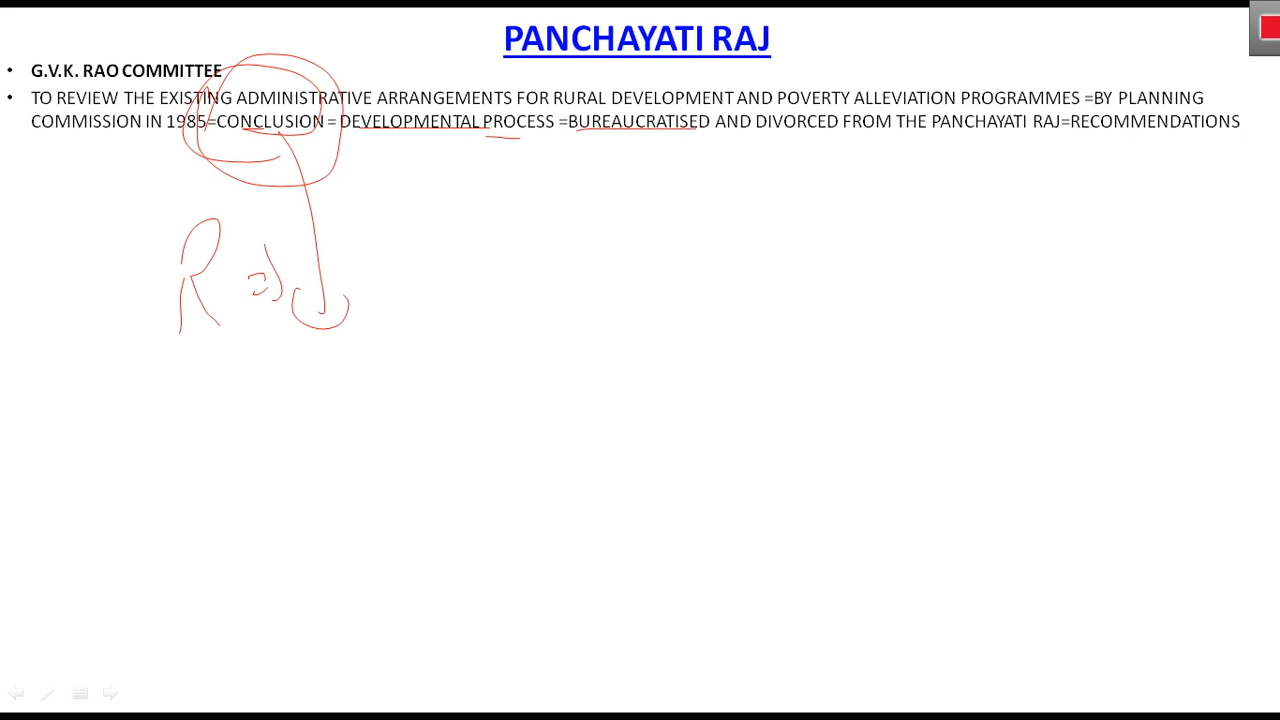 PANCHAYATI RAJ
• G.V.K. RAO COMMITTEE
• TO REVIEW THE EXISTING ADMINISTRATIVE ARRANGEMENTS FOR RURAL DEVELOPMENT AND POVERTY ALLEVIATION PROGRAMMES =BY PLANNING
COMMISSION IN 1985=CONCLUSION = DEVELOPMENTAL PROCESS =BUREAUCRATISED AND DIVORCED FROM THE PANCHAYATI RAJ=RECOMMENDATIONS
R